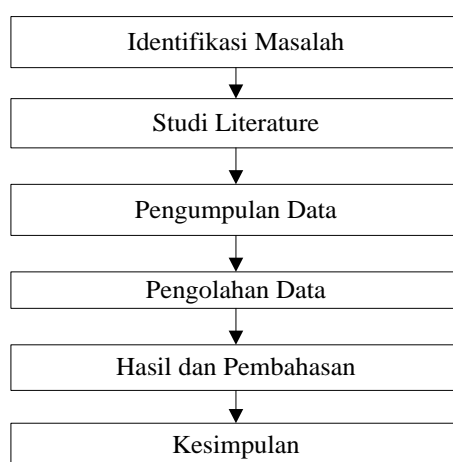 Identifikasi Masalah
Studi Literature
Pengumpulan Data
Pengolahan Data
Hasil dan Pembahasan
Kesimpulan